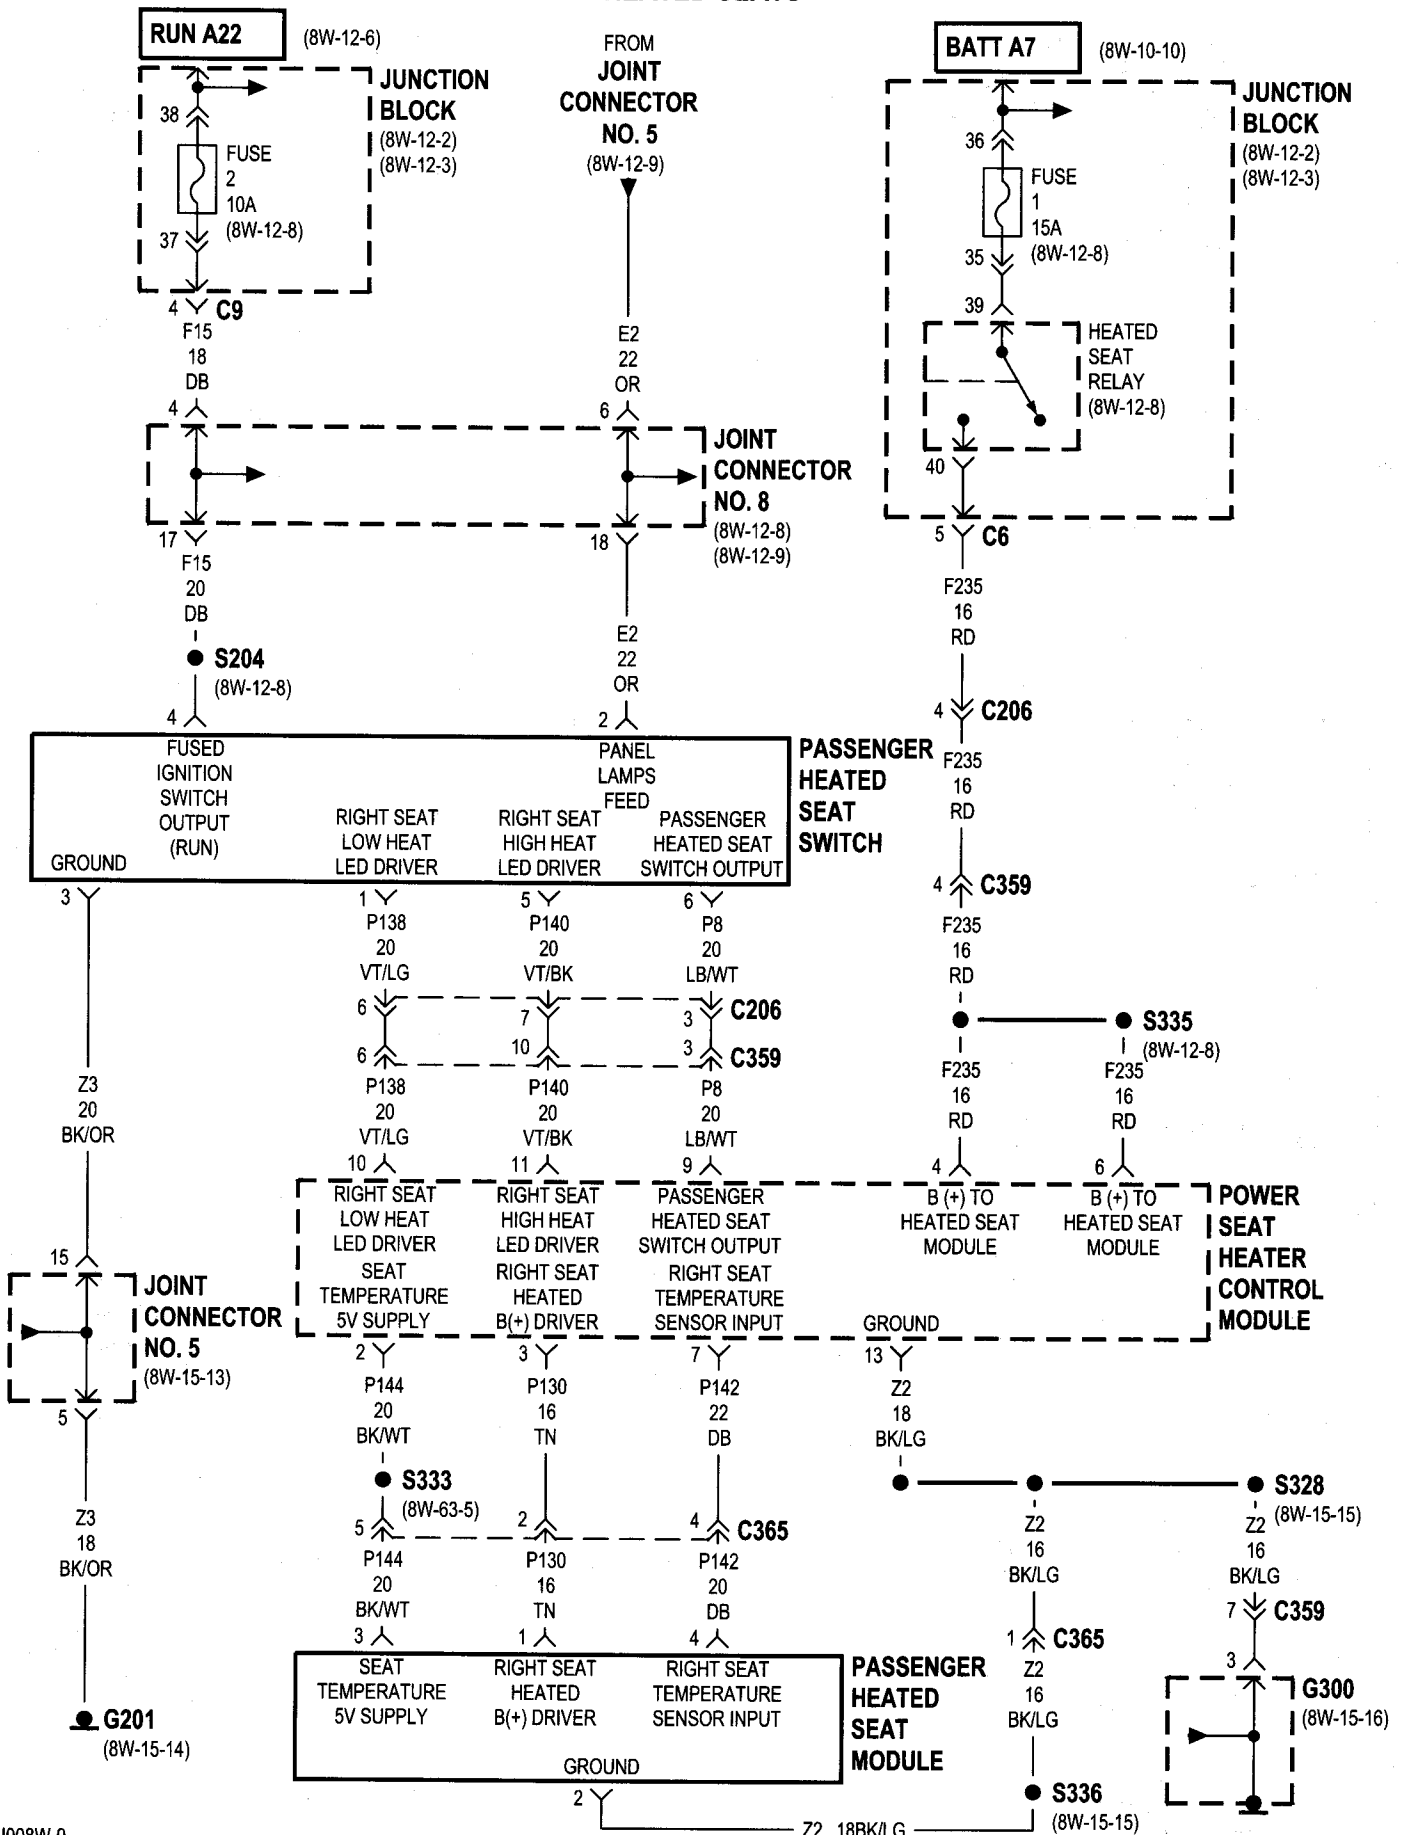 RUN A22 (8W-12-6)
JUNCTION
BLOCK
(8W-12-2)
(8W-12-3)
38
FUSE
2
10A
(8W-12-8)
37
4 C9
F15
18
DB
4
FROM
JOINT
CONNECTOR
NO. 5
(8W-12-9)
E2
22
OR
6
BATT A7 (8W-10-10)
JUNCTION
BLOCK
(8W-12-2)
(8W-12-3)
36
FUSE
1
15A
(8W-12-8)
35
39
HEATED
SEAT
RELAY
(8W-12-8)
40
5 C6
JOINT
CONNECTOR
NO. 8
(8W-12-8)
(8W-12-9)
17
F15
20
DB
S204
(8W-12-8)
4
18
E2
22
OR
2
F235
16
RD
4 C206
F235
16
RD
4 C359
F235
16
RD
S335
(8W-12-8)
F235
16
RD
4
F235
16
RD
6
FUSED
IGNITION
SWITCH
OUTPUT
(RUN)
PANEL
LAMPS
FEED
GROUND
RIGHT SEAT
LOW HEAT
LED DRIVER
RIGHT SEAT
HIGH HEAT
LED DRIVER
PASSENGER
HEATED SEAT
SWITCH OUTPUT
PASSENGER
HEATED
SEAT
SWITCH
3
1
P138
20
VT/LG
5
P140
20
VT/BK
6
P8
20
LB/WT
6 7 3 C206
6 10 3 C359
P138
20
VT/LG
10
P140
20
VT/BK
11
P8
20
LB/WT
9
Z3
20
BK/OR
15
JOINT
CONNECTOR
NO. 5
(8W-15-13)
5
Z3
18
BK/OR
G201
(8W-15-14)
RIGHT SEAT
LOW HEAT
LED DRIVER
RIGHT SEAT
HIGH HEAT
LED DRIVER
PASSENGER
HEATED SEAT
SWITCH OUTPUT
B (+) TO
HEATED SEAT
MODULE
B (+) TO
HEATED SEAT
MODULE
POWER
SEAT
HEATER
CONTROL
MODULE
SEAT
TEMPERATURE
5V SUPPLY
RIGHT SEAT
HEATED
B(+) DRIVER
RIGHT SEAT
TEMPERATURE
SENSOR INPUT
GROUND
2
P144
20
BK/WT
S333
(8W-63-5)
3
P130
16
TN
7
P142
22
DB
13
Z2
18
BK/LG
5 2 4 C365
P144
20
BK/WT
3
P130
16
TN
1
P142
20
DB
4
S328
(8W-15-15)
Z2
16
BK/LG
1 C365
Z2
16
BK/LG
S336
(8W-15-15)
Z2
16
BK/LG
7 C359
3
G300
(8W-15-16)
SEAT
TEMPERATURE
5V SUPPLY
RIGHT SEAT
HEATED
B(+) DRIVER
RIGHT SEAT
TEMPERATURE
SENSOR INPUT
PASSENGER
HEATED
SEAT
MODULE
GROUND
2
Z2 18BK/LG